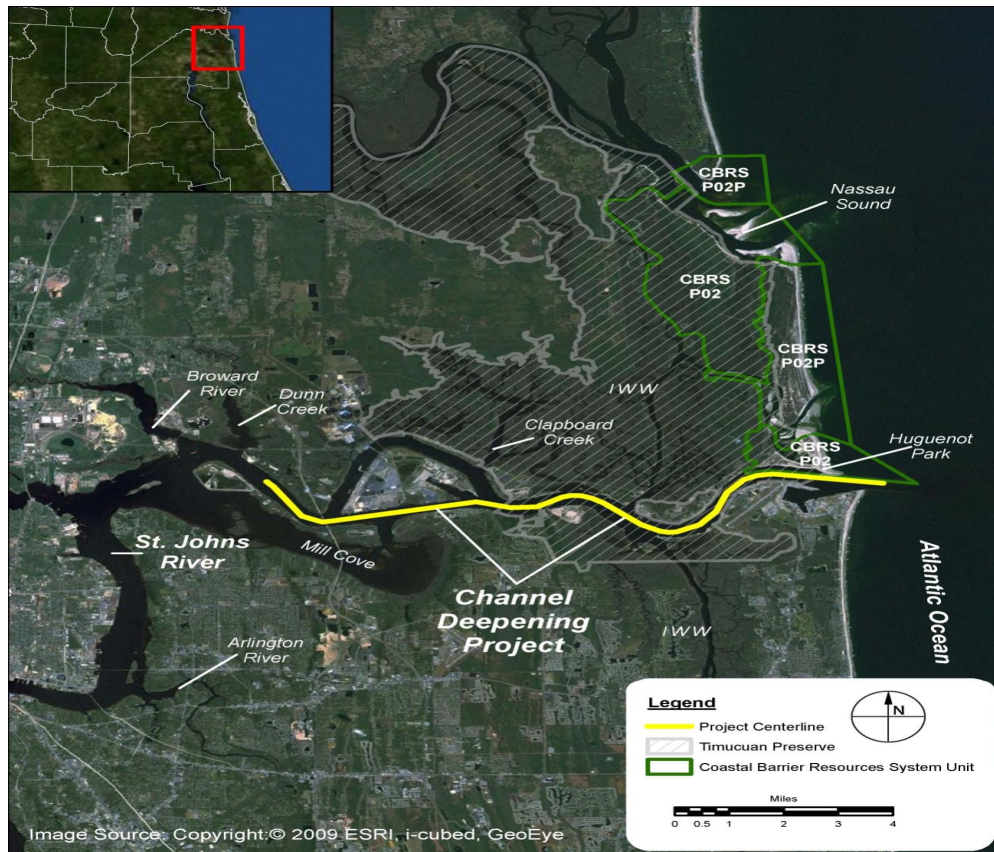 CBRS
P02P
Nassau
Sound
CBRS
P02
CBRS
P02P
Broward
River
Dunn
Creek
IWW
Clapboard
Creek
CBRS
P02
Huguenot
Park
St. Johns
River
Mill Cove
Channel
Deepening
Project
Atlantic Ocean
IWW
Arlington
River
Legend
Project Centerline
Timucuan Preserve
Coastal Barrier Resources System Unit
N
Miles
0 0.5 1 2 3 4
Image Source: Copyright:© 2009 ESRI, i-cubed, GeoEye